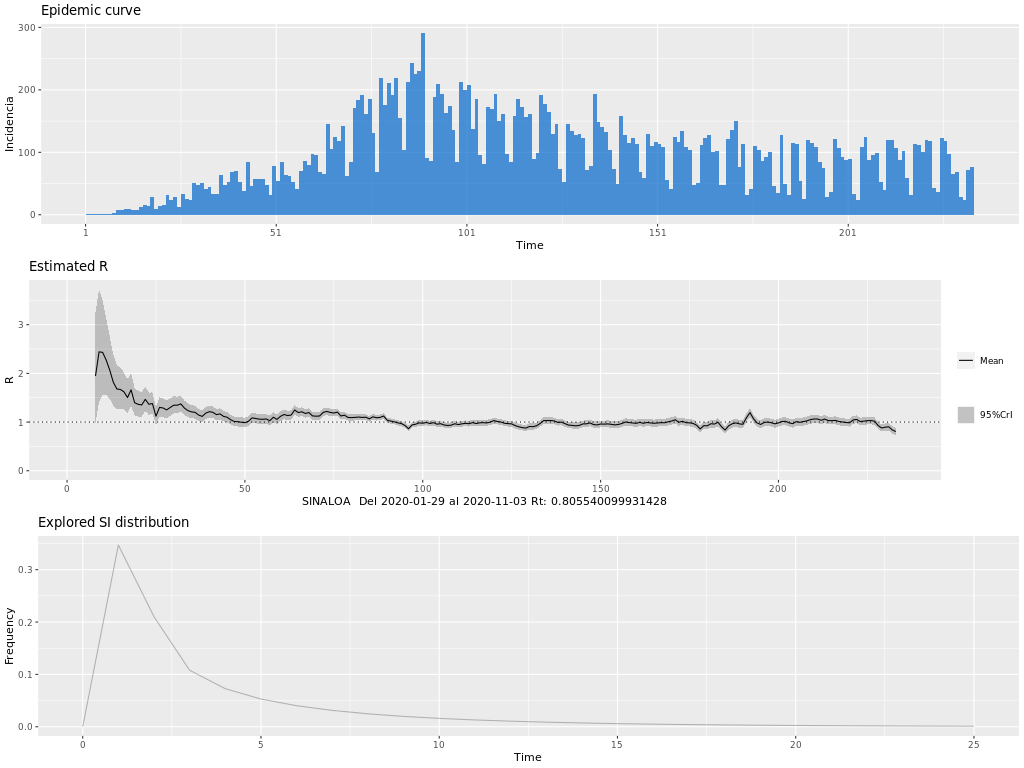 Epidemic curve
300
200
100
0
Incidencia
1
51
101
151
201
Time
Estimated R
3
2
1
0
R
0
50
100
150
200
Mean
95%CrI
SINALOA Del 2020-01-29 al 2020-11-03 Rt: 0.805540099931428
Explored SI distribution
0.3
0.2
0.1
0.0
Frequency
0
5
10
15
20
25
Time